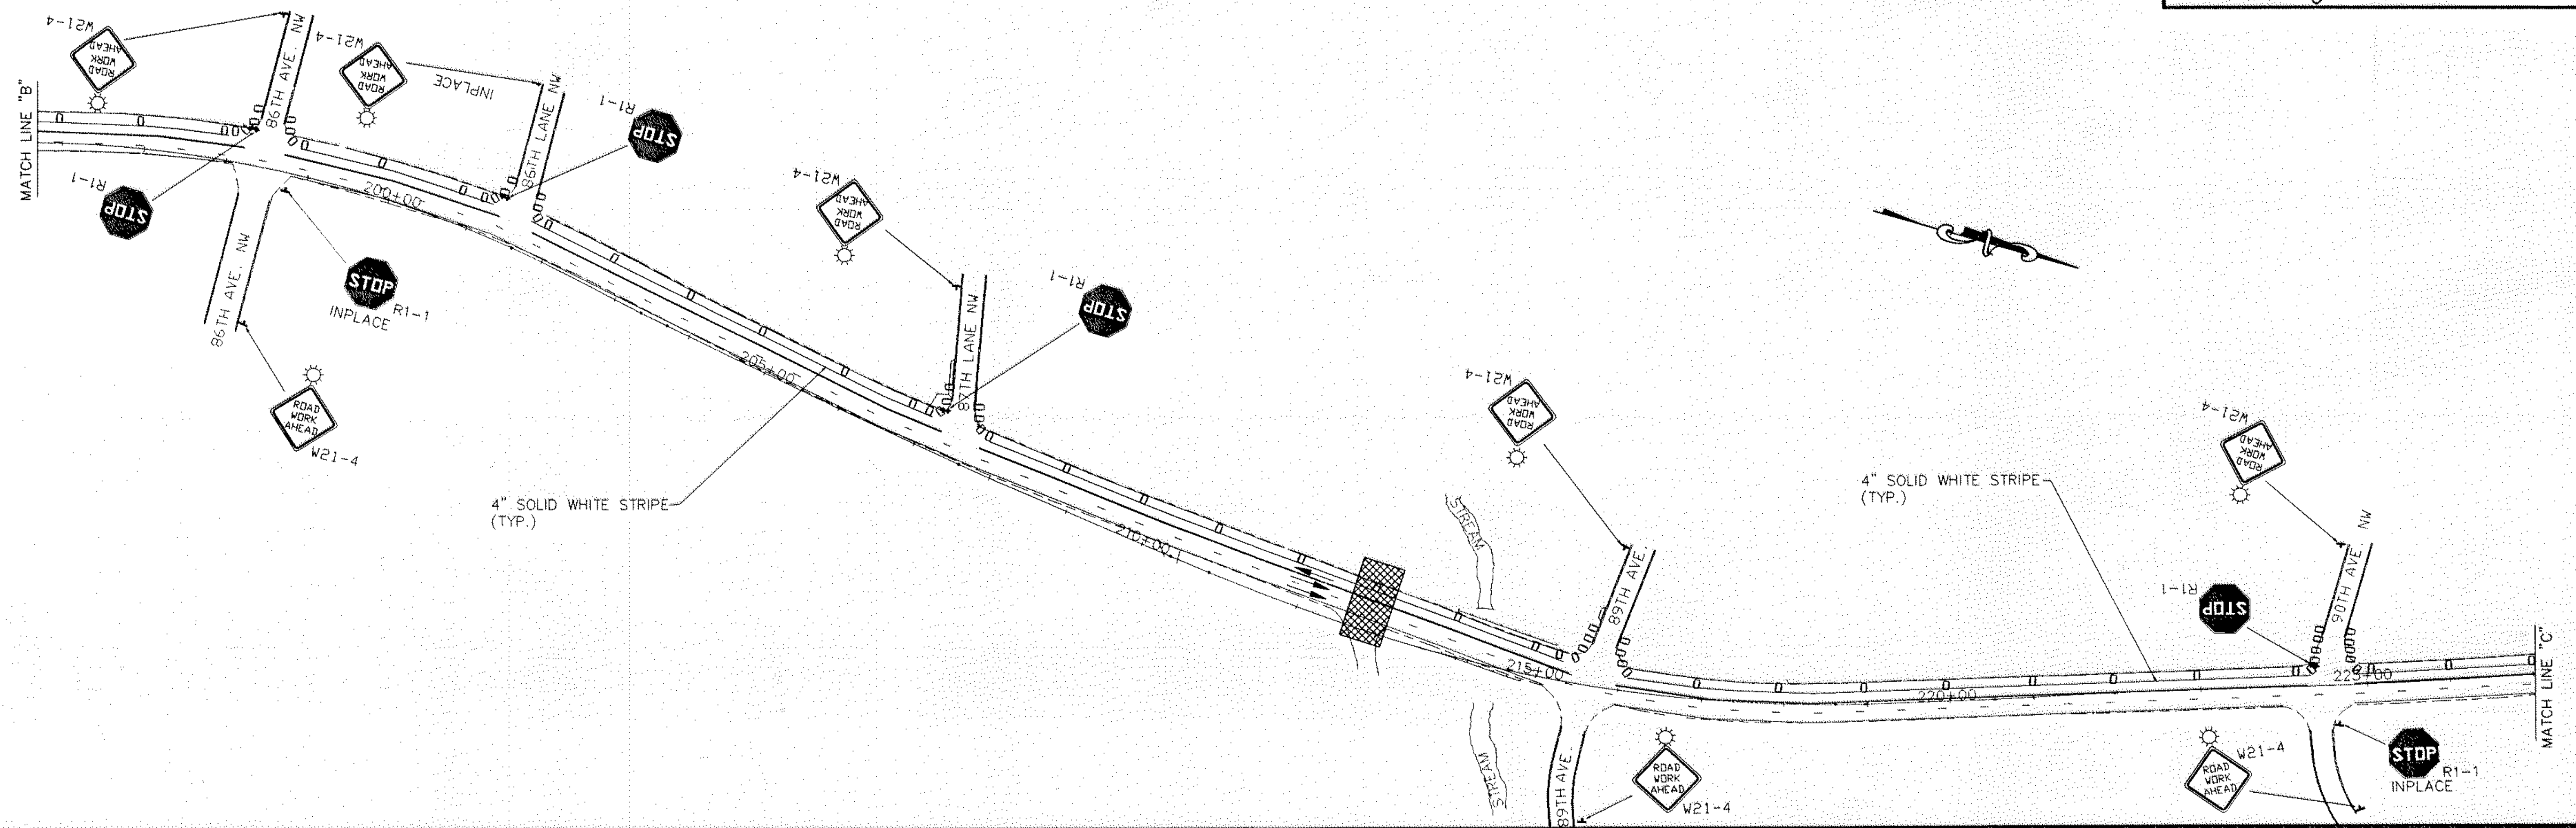 W21-4
ROAD
WORK
AHEAD
86TH AVE. NW
MATCH LINE "B"
R1-1
STOP
W21-4
ROAD
WORK
AHEAD
INPLACE
86TH LANE NW
R1-1
STOP
200+00
86TH AVE. NW
STOP
R1-1
INPLACE
ROAD
WORK
AHEAD
W21-4
W21-4
ROAD
WORK
AHEAD
87TH LANE NW
R1-1
STOP
205+00
4" SOLID WHITE STRIPE
(TYP.)
210+00
STREAM
W21-4
ROAD
WORK
AHEAD
89TH AVE.
215+00
STREAM
89TH AVE.
ROAD
WORK
AHEAD
W21-4
4" SOLID WHITE STRIPE
(TYP.)
220+00
W21-4
ROAD
WORK
AHEAD
90TH AVE. NW
R1-1
STOP
225+00
ROAD
WORK
AHEAD
W21-4
STOP
R1-1
INPLACE
MATCH LINE "C"